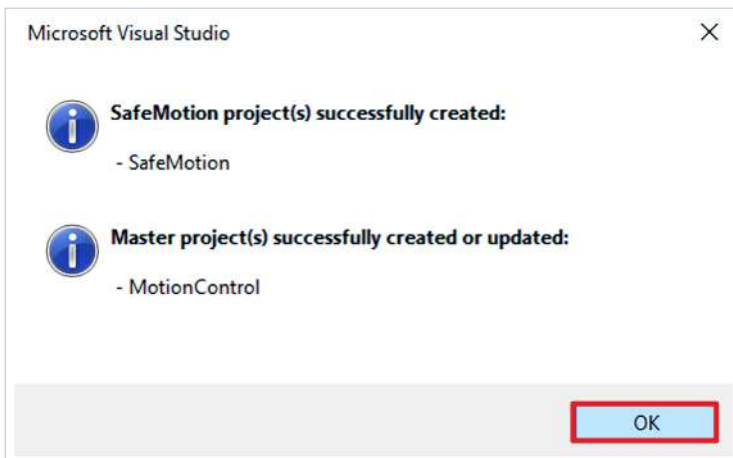 Microsoft Visual Studio
SafeMotion project(s) successfully created:
- SafeMotion
Master project(s) successfully created or updated:
- MotionControl
OK